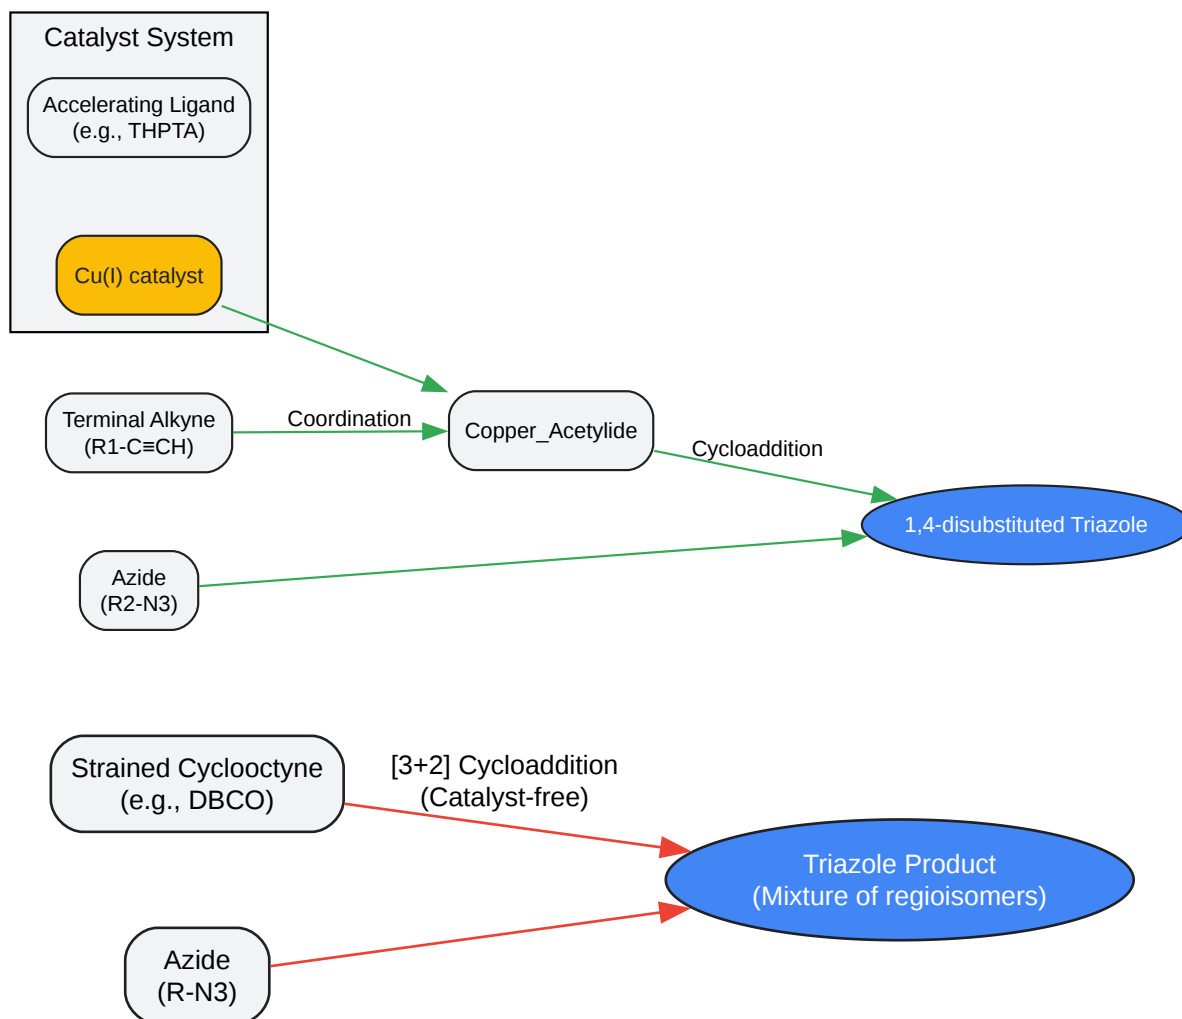 Catalyst System
Accelerating Ligand
(e.g., THPTA)
Cu(I) catalyst
Terminal Alkyne
(R1-C≡CH)
Coordination
Copper_Acetylide
Cycloaddition
1,4-disubstituted Triazole
Azide
(R2-N3)
Strained Cyclooctyne
(e.g., DBCO)
[3+2] Cycloaddition
(Catalyst-free)
Triazole Product
(Mixture of regioisomers)
Azide
(R-N3)